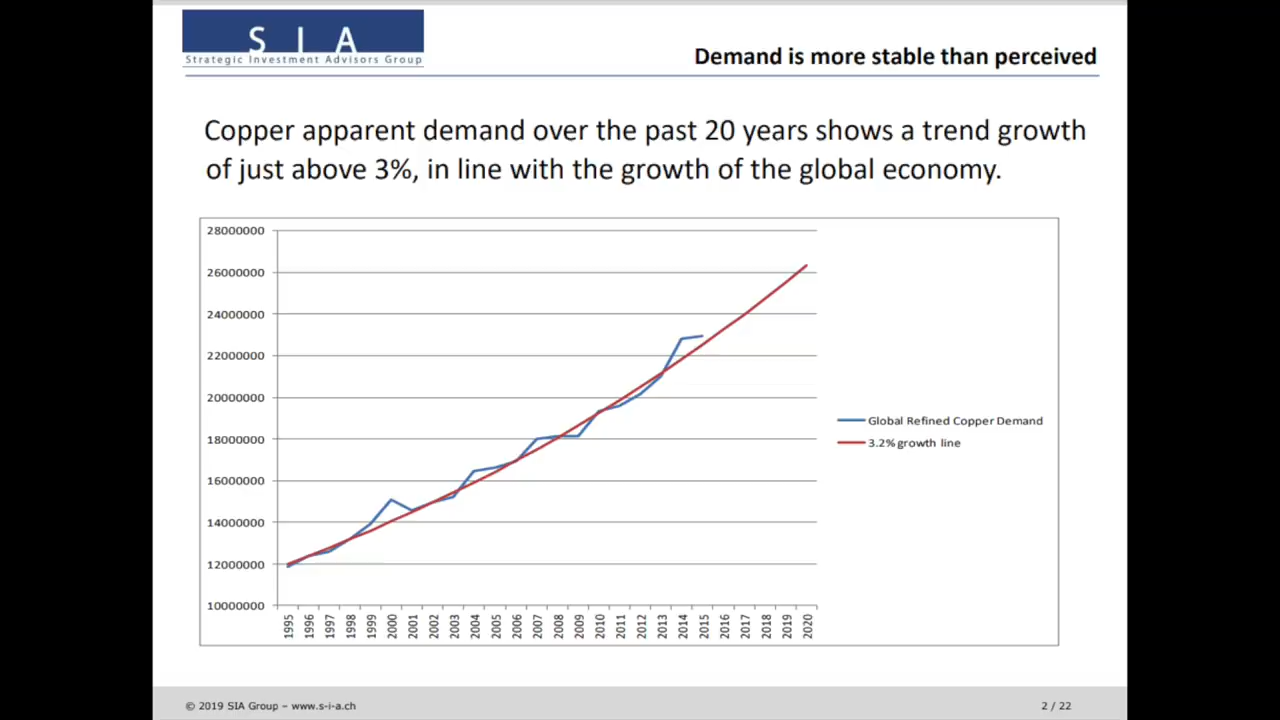 S I A
Strategic Investment Advisors Group
Demand is more stable than perceived
Copper apparent demand over the past 20 years shows a trend growth
of just above 3%, in line with the growth of the global economy.
28000000
26000000
24000000
22000000
20000000
18000000
16000000
14000000
12000000
10000000
Global Refined Copper Demand
3.2% growth line
1995 1996 1997 1998 1999 2000 2001 2002 2003 2004 2005 2006 2007 2008 2009 2010 2011 2012 2013 2014 2015 2016 2017 2018 2019 2020
© 2019 SIA Group – www.s-i-a.ch
2 / 22